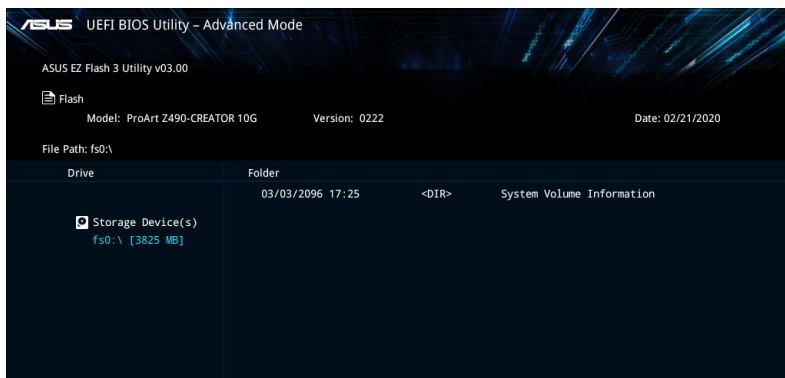 ASUS UEFI BIOS Utility – Advanced Mode
ASUS EZ Flash 3 Utility v03.00
Flash
Model: ProArt Z490-CREATOR 10G Version: 0222 Date: 02/21/2020
File Path: fs0:\
Drive Folder
03/03/2096 17:25 <DIR> System Volume Information
Storage Device(s)
fs0:\ [3825 MB]